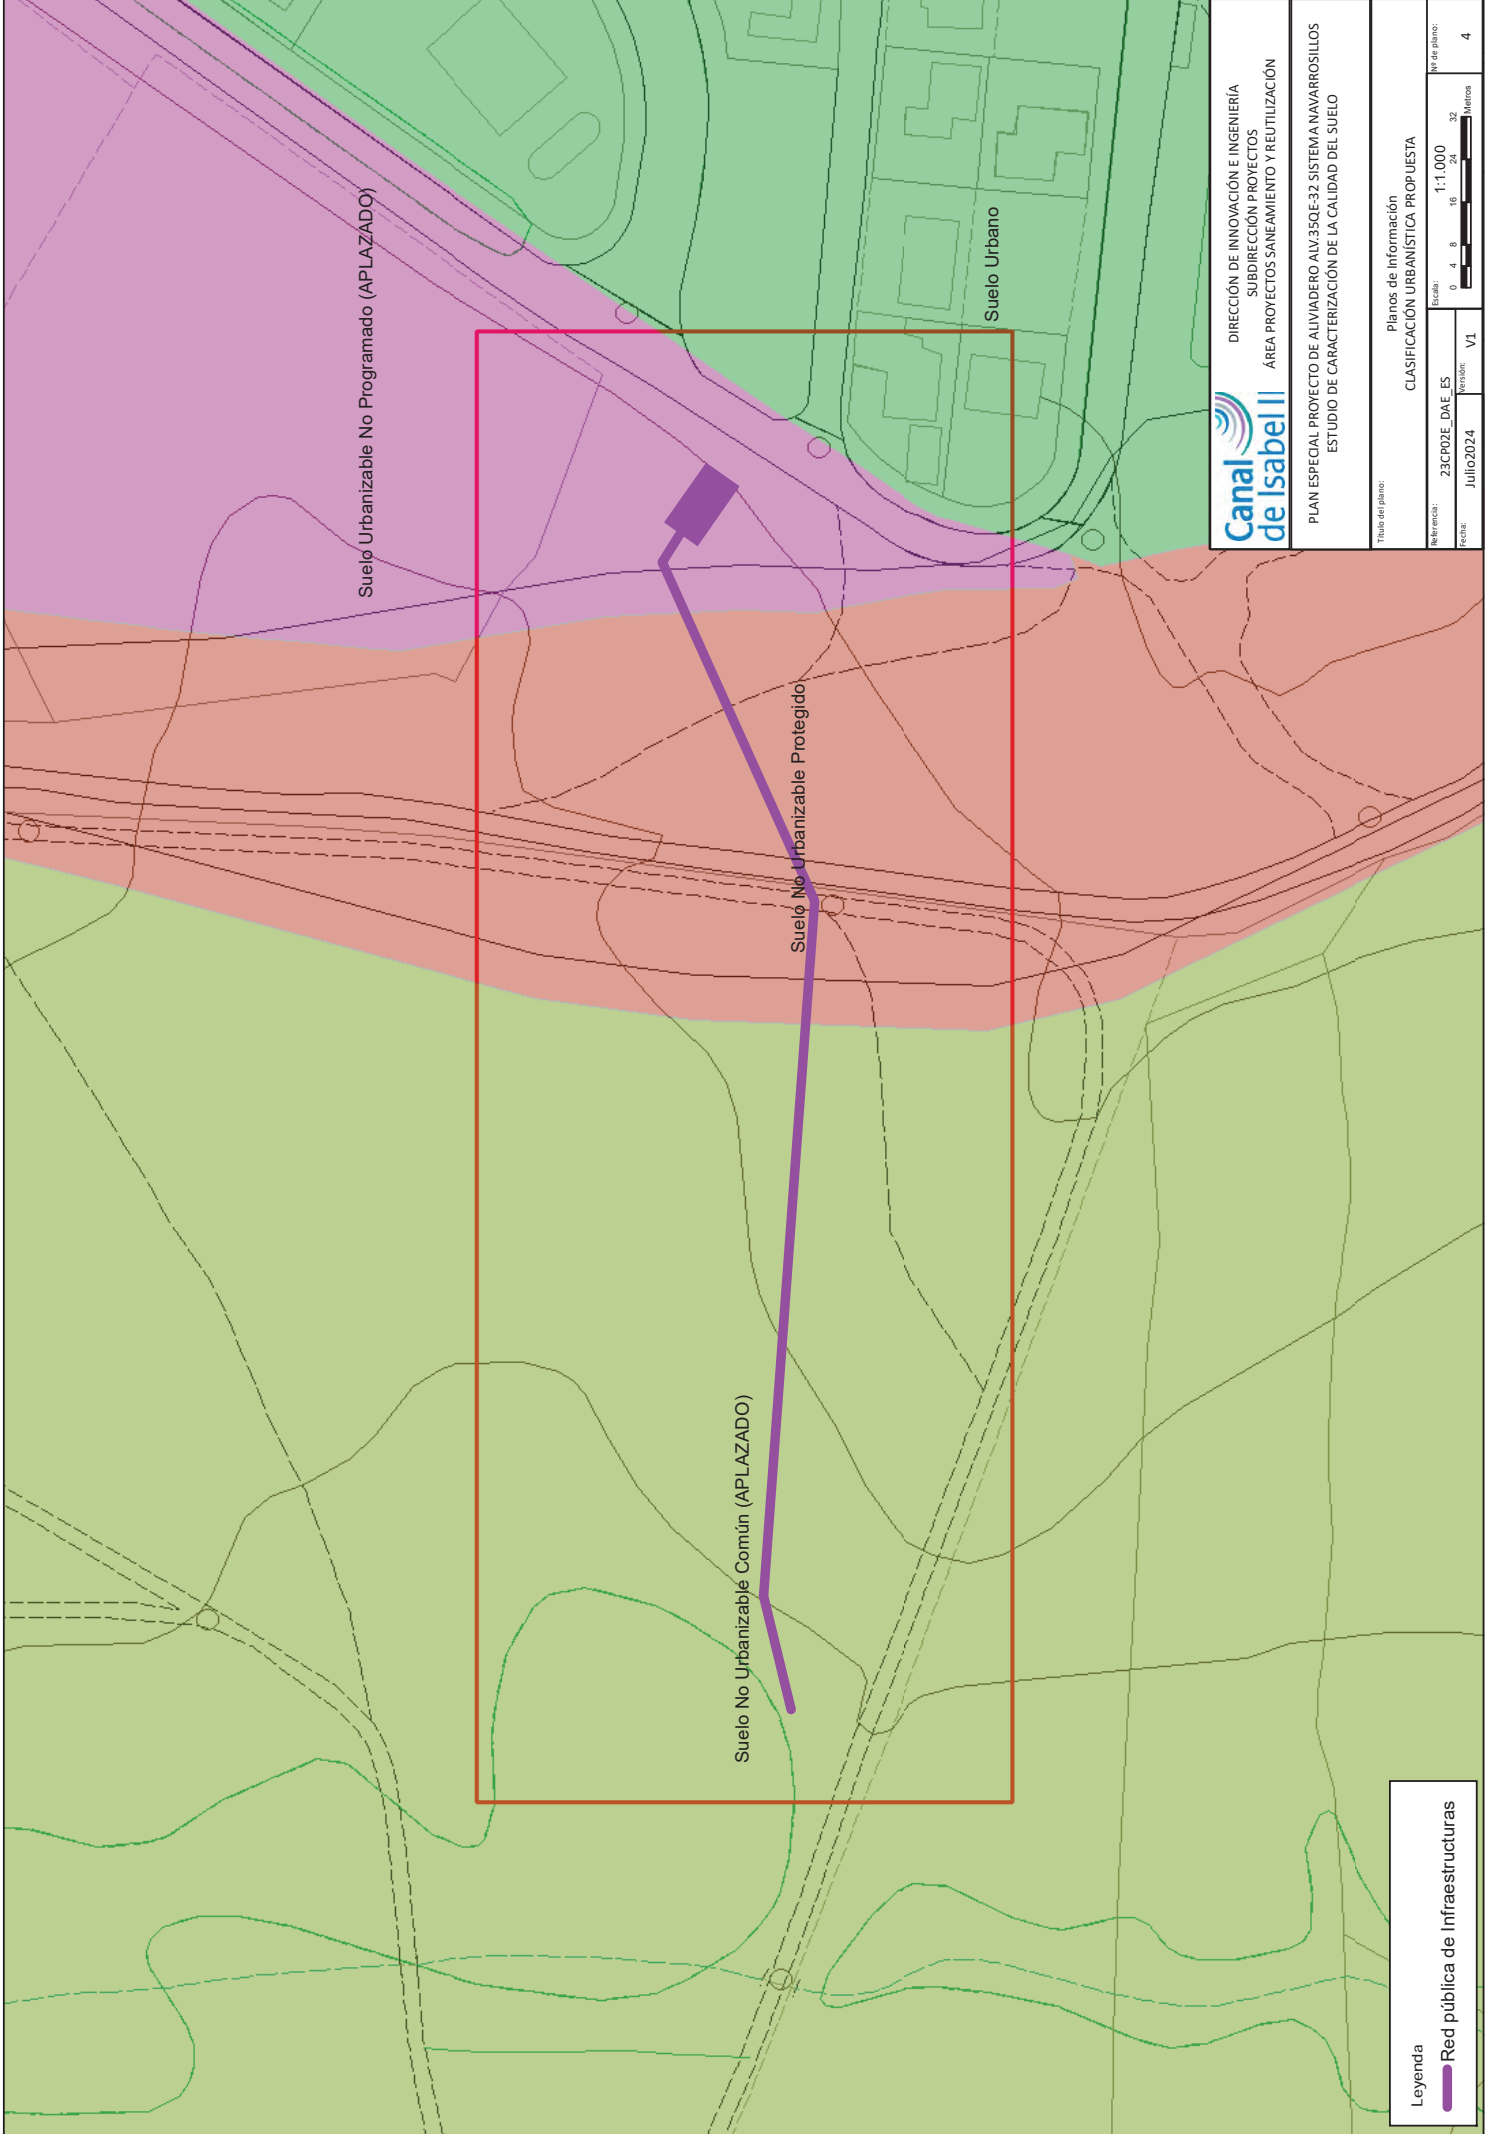 Suelo Urbanizable No Programado (APLAZADO)
Suelo Urbano
Suelo No Urbanizable Protegido
Suelo No Urbanizable Común (APLAZADO)
Leyenda
Red pública de Infraestructuras
Canal
de Isabel II
DIRECCIÓN DE INNOVACIÓN E INGENIERÍA
SUBDIRECCIÓN PROYECTOS
ÁREA PROYECTOS SANEAMIENTO Y REUTILIZACIÓN
PLAN ESPECIAL PROYECTO DE ALIVIADERO ALV.35QE-32 SISTEMA NAVARROSILLOS
ESTUDIO DE CARACTERIZACIÓN DE LA CALIDAD DEL SUELO
Título del plano:
Planos de Información
CLASIFICACIÓN URBANÍSTICA PROPUESTA
Referencia:
23CP02E_DAE_ES
Fecha:
Julio2024
Versión:
V1
Escala:
1:1.000
0 4 8 16 24 32
Metros
Nº de plano:
4